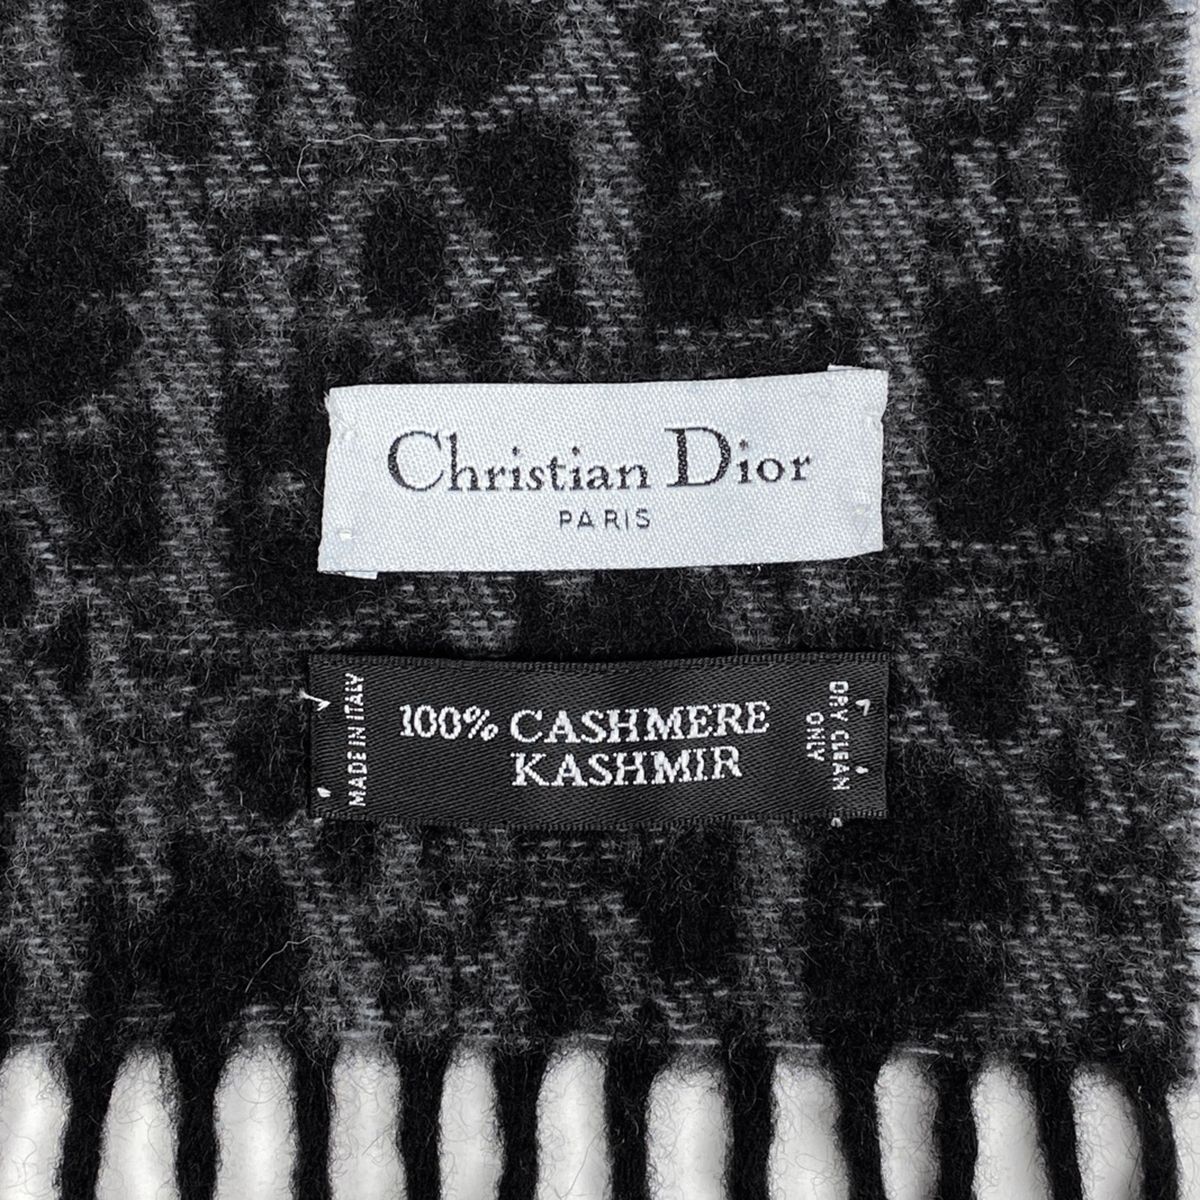 Christian Dior
PARIS
MADE IN ITALY
100% CASHMERE
KASHMIR
DRY CLEAN
ONLY